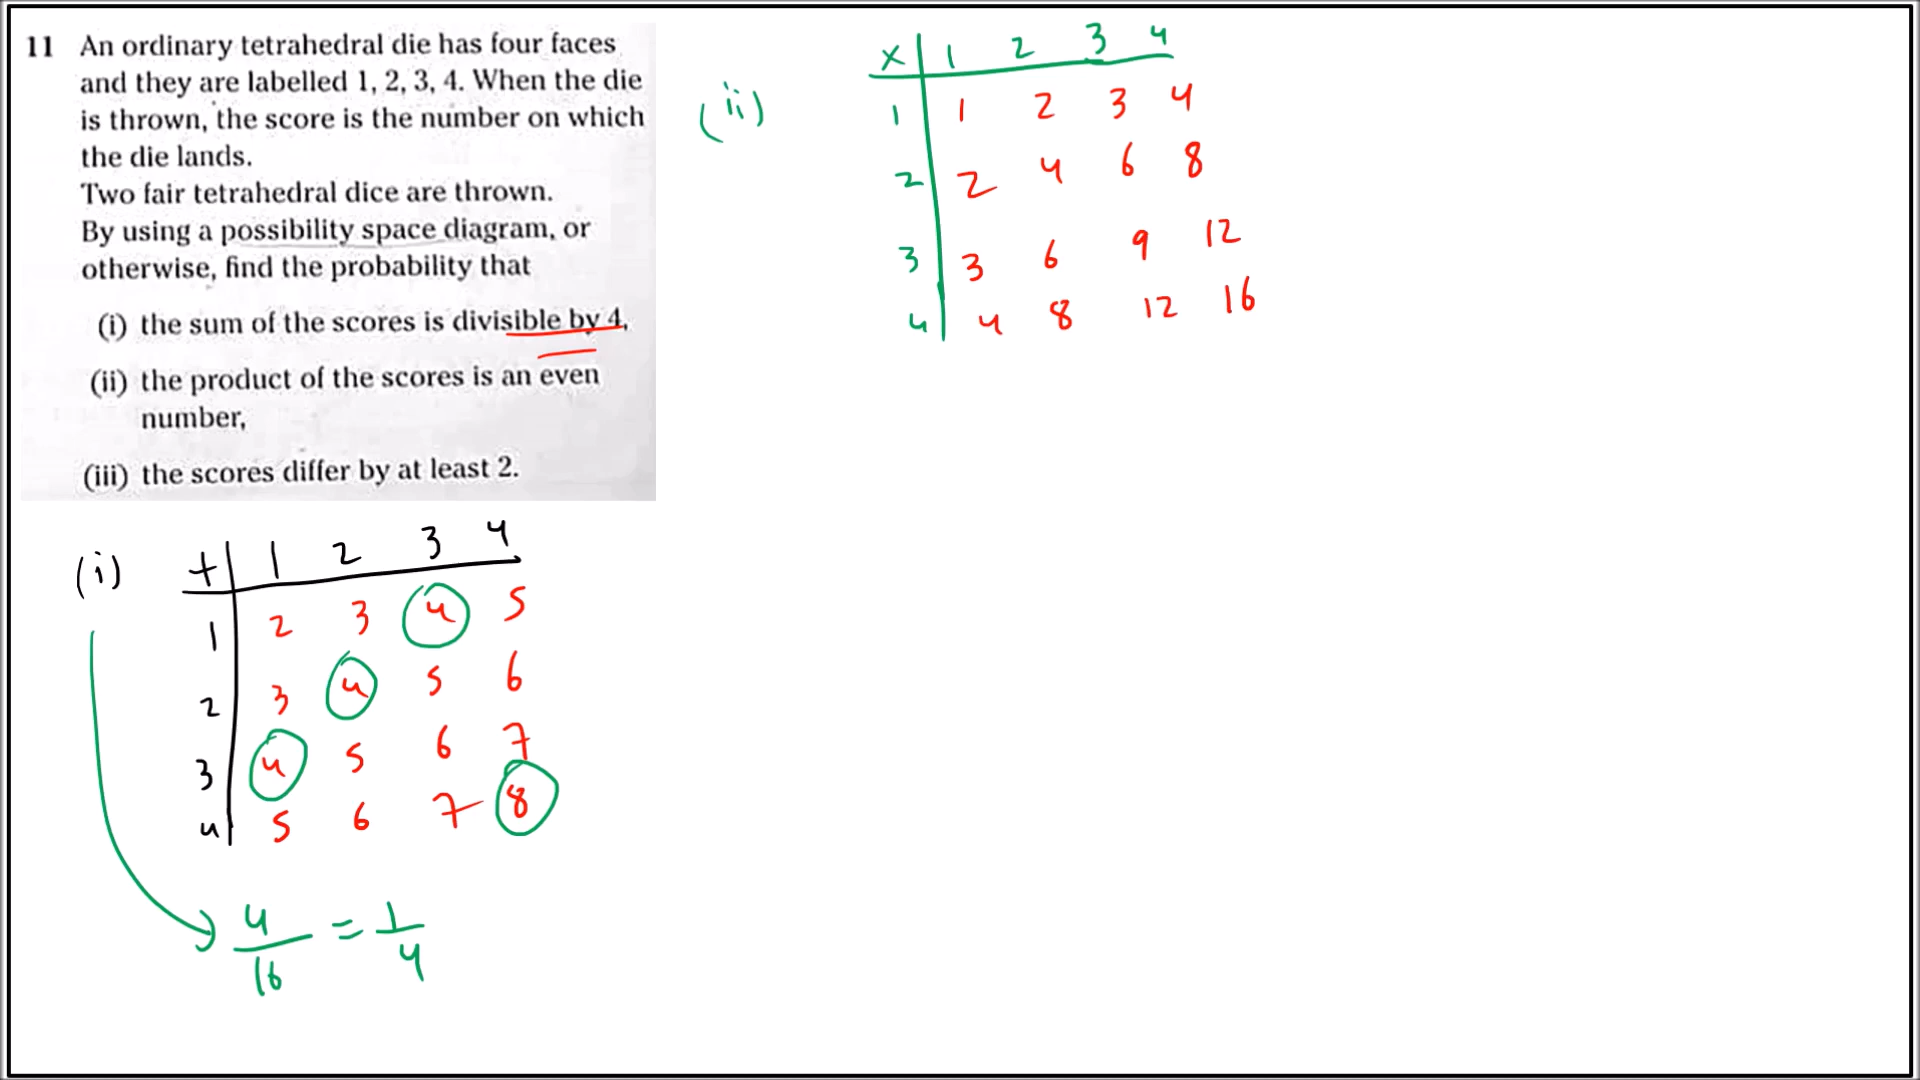 11 An ordinary tetrahedral die has four faces
and they are labelled 1, 2, 3, 4. When the die
is thrown, the score is the number on which
the die lands.
Two fair tetrahedral dice are thrown.
By using a possibility space diagram, or
otherwise, find the probability that
(i) the sum of the scores is divisible by 4,
(ii) the product of the scores is an even
number,
(iii) the scores differ by at least 2.
(i) + 1 2 3 4
1 2 3 4 5
2 3 4 5 6
3 4 5 6 7
4 5 6 7 8
4/16 = 1/4
(ii) × 1 2 3 4
1 1 2 3 4
2 2 4 6 8
3 3 6 9 12
4 4 8 12 16